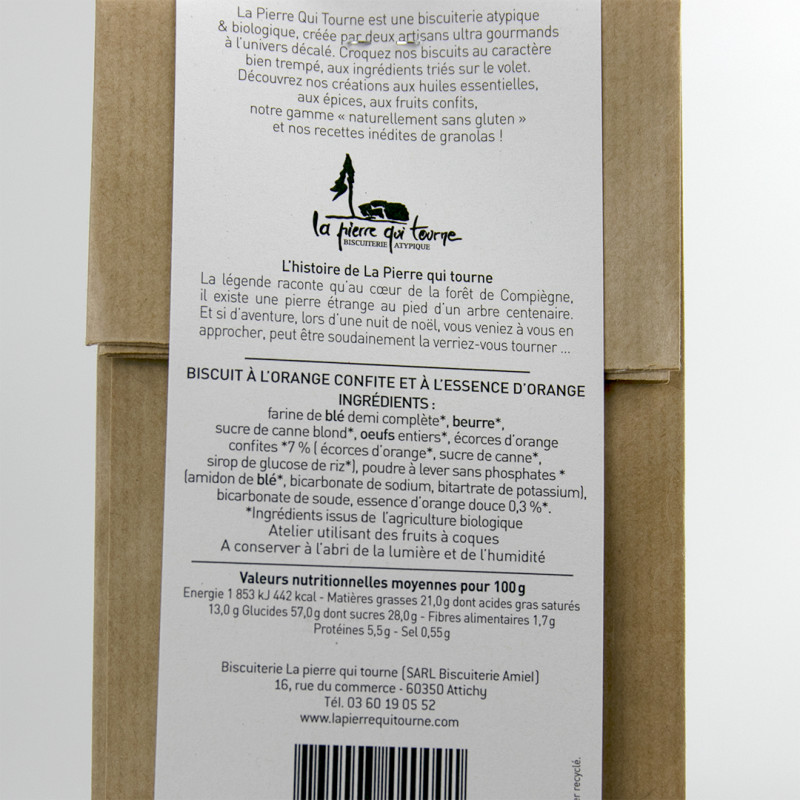 La Pierre Qui Tourne est une biscuiterie atypique
& biologique, créée par deux artisans ultra gourmands
à l'univers décalé. Croquez nos biscuits au caractère
bien trempé, aux ingrédients triés sur le volet.
Découvrez nos créations aux huiles essentielles,
aux épices, aux fruits confits,
notre gamme « naturellement sans gluten »
et nos recettes inédites de granolas !
la pierre qui tourne
BISCUITERIE ATYPIQUE
L'histoire de La Pierre qui tourne
La légende raconte qu'au cœur de la forêt de Compiègne,
il existe une pierre étrange au pied d'un arbre centenaire.
Et si d'aventure, lors d'une nuit de noël, vous veniez à vous en
approcher, peut être soudainement la verriez-vous tourner ...
BISCUIT À L'ORANGE CONFITE ET À L'ESSENCE D'ORANGE
INGRÉDIENTS :
farine de blé demi complète*, beurre*,
sucre de canne blond*, oeufs entiers*, écorces d'orange
confites *7 % ( écorces d'orange*, sucre de canne*,
sirop de glucose de riz*), poudre à lever sans phosphates *
(amidon de blé*, bicarbonate de sodium, bitartrate de potassium),
bicarbonate de soude, essence d'orange douce 0,3 %*.
*Ingrédients issus de l'agriculture biologique
Atelier utilisant des fruits à coques
A conserver à l'abri de la lumière et de l'humidité
Valeurs nutritionnelles moyennes pour 100g
Energie 1 853 kJ 442 kcal - Matières grasses 21,0g dont acides gras saturés
13,0 g Glucides 57,0g dont sucres 28,0g - Fibres alimentaires 1,7g
Protéines 5,5g - Sel 0,55g
Biscuiterie La pierre qui tourne (SARL Biscuiterie Amiel)
16, rue du commerce - 60350 Attichy
Tél. 03 60 19 05 52
www.lapierrequitourne.com
r recyclé.